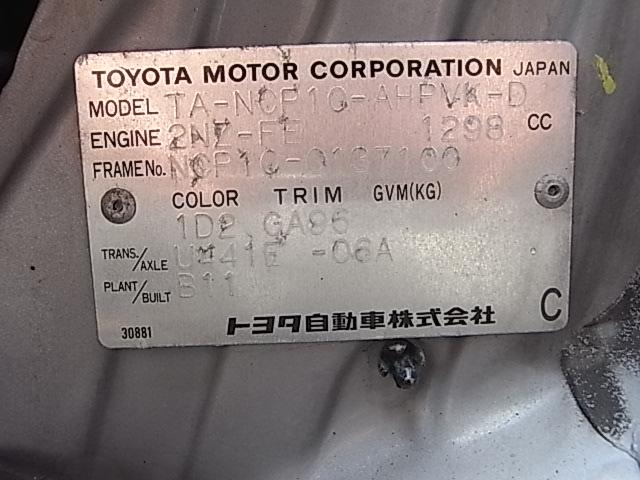 TOYOTA MOTOR CORPORATION JAPAN
MODEL TA-NCP10-AHPVK-D
ENGINE 2NZ-FE 1298 CC
FRAME No. NCP10-0137100
COLOR TRIM GVM(KG)
1D2 GA86
TRANS./AXLE U441E -06A
PLANT/BUILT B11
30881 トヨタ自動車株式会社 C